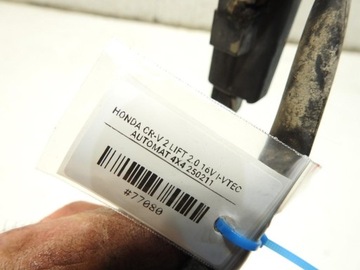 HONDA CR-V 2 LIFT 2.0 16V I-VTEC
AUTOMAT 4X4 250211
#77080